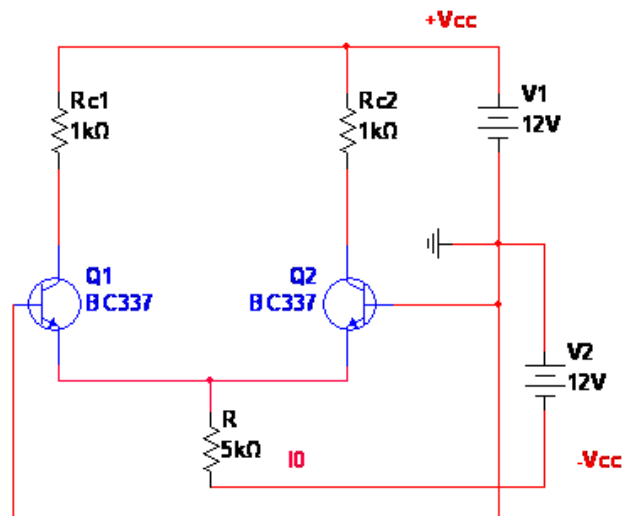 +Vcc
Rc1
1kΩ
Rc2
1kΩ
V1
12V
Q1
BC337
Q2
BC337
V2
12V
R
5kΩ
I0
-Vcc